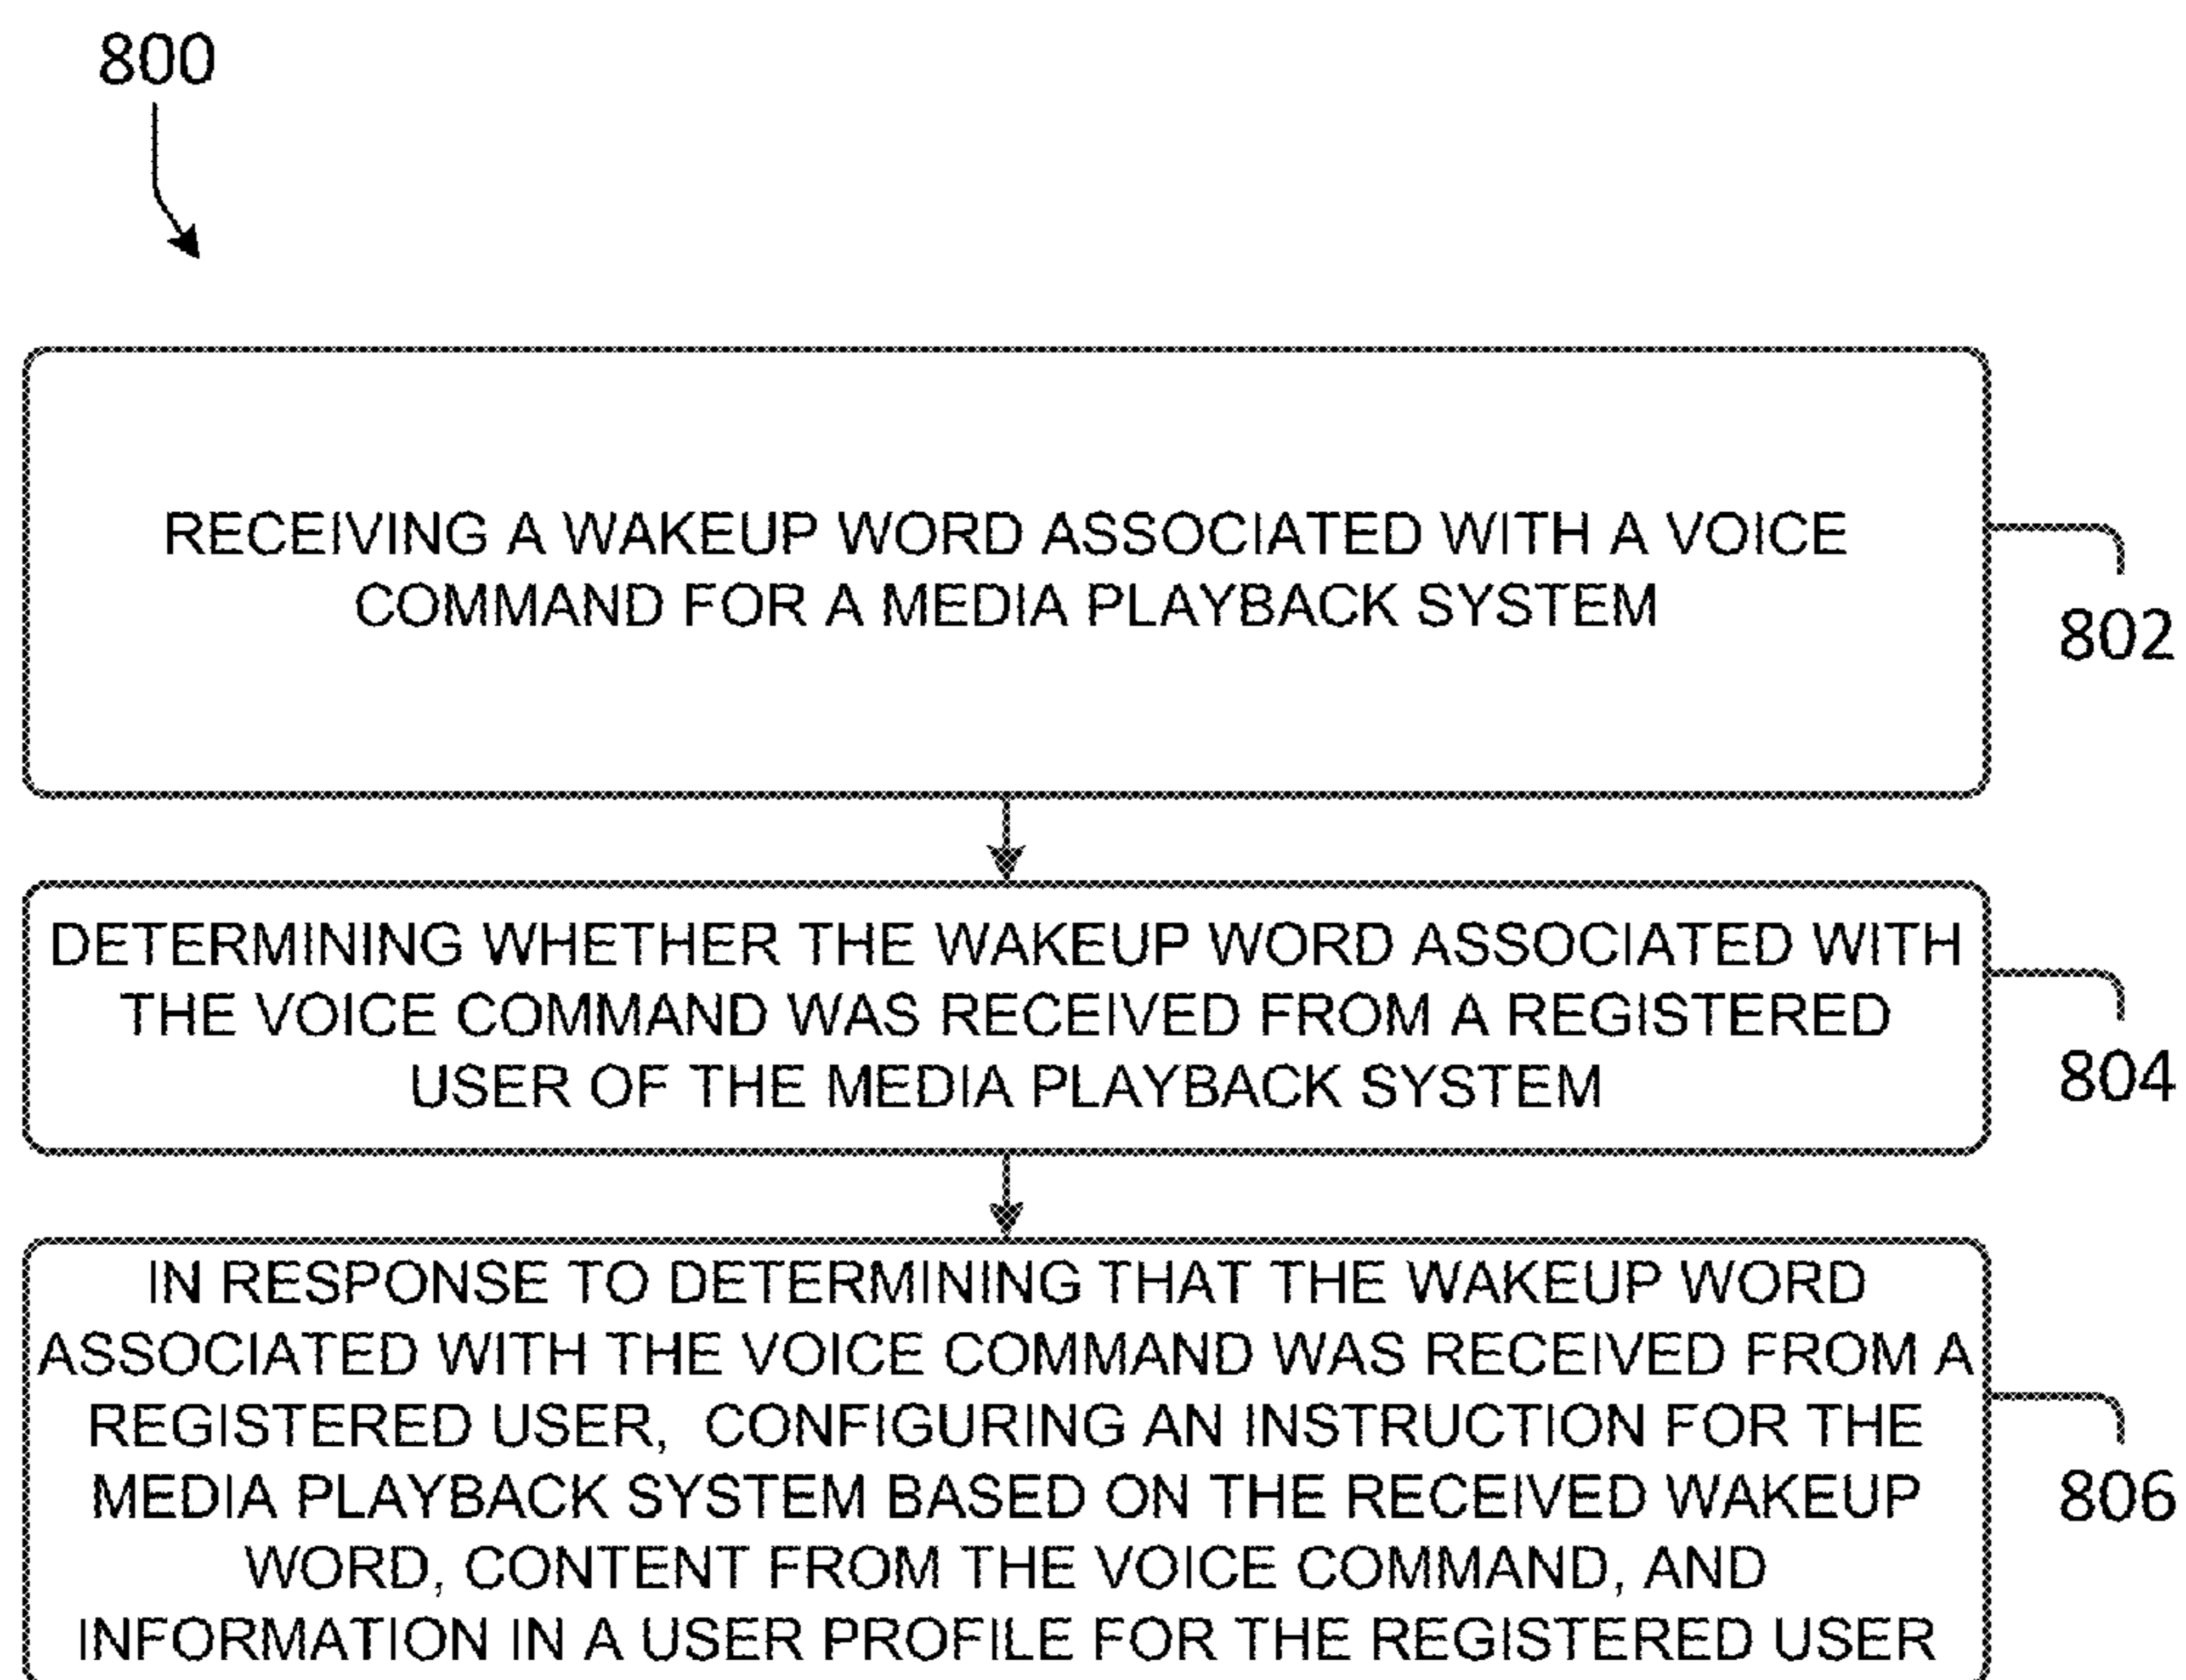 800
RECEIVING A WAKEUP WORD ASSOCIATED WITH A VOICE
COMMAND FOR A MEDIA PLAYBACK SYSTEM
802
DETERMINING WHETHER THE WAKEUP WORD ASSOCIATED WITH
THE VOICE COMMAND WAS RECEIVED FROM A REGISTERED
USER OF THE MEDIA PLAYBACK SYSTEM
804
IN RESPONSE TO DETERMINING THAT THE WAKEUP WORD
ASSOCIATED WITH THE VOICE COMMAND WAS RECEIVED FROM A
REGISTERED USER, CONFIGURING AN INSTRUCTION FOR THE
MEDIA PLAYBACK SYSTEM BASED ON THE RECEIVED WAKEUP
WORD, CONTENT FROM THE VOICE COMMAND, AND
INFORMATION IN A USER PROFILE FOR THE REGISTERED USER
806